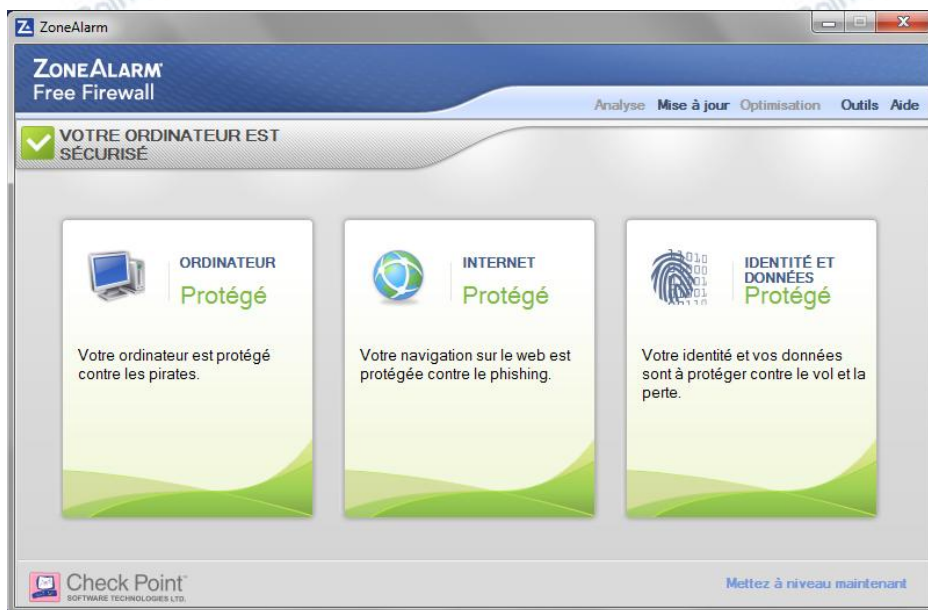 ZoneAlarm
ZONEALARM
Free Firewall
Analyse Mise à jour Optimisation Outils Aide
VOTRE ORDINATEUR EST
SÉCURISÉ
ORDINATEUR
Protégé
Votre ordinateur est protégé
contre les pirates.
INTERNET
Protégé
Votre navigation sur le web est
protégée contre le phishing.
IDENTITÉ ET
DONNÉES
Protégé
Votre identité et vos données
sont à protéger contre le vol et la
perte.
Check Point
SOFTWARE TECHNOLOGIES LTD.
Mettez à niveau maintenant